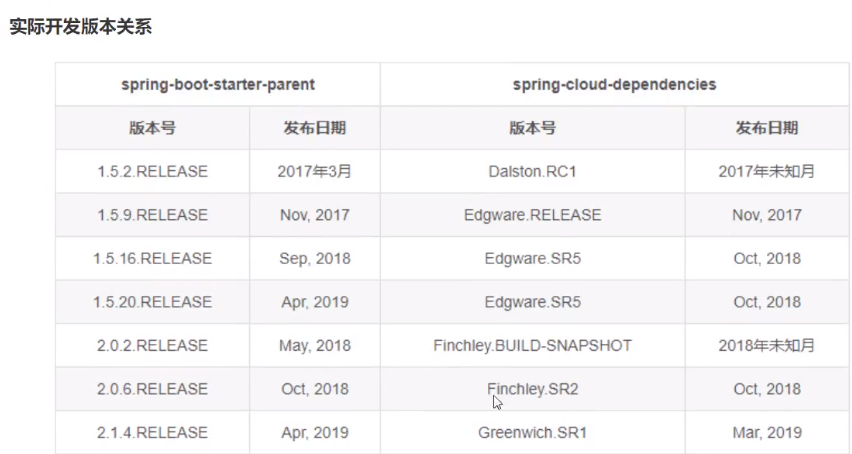 实际开发版本关系
spring-boot-starter-parent spring-cloud-dependencies
版本号 发布日期 版本号 发布日期
1.5.2.RELEASE 2017年3月 Dalston.RC1 2017年未知月
1.5.9.RELEASE Nov, 2017 Edgware.RELEASE Nov, 2017
1.5.16.RELEASE Sep, 2018 Edgware.SR5 Oct, 2018
1.5.20.RELEASE Apr, 2019 Edgware.SR5 Oct, 2018
2.0.2.RELEASE May, 2018 Finchley.BUILD-SNAPSHOT 2018年未知月
2.0.6.RELEASE Oct, 2018 Finchley.SR2 Oct, 2018
2.1.4.RELEASE Apr, 2019 Greenwich.SR1 Mar, 2019